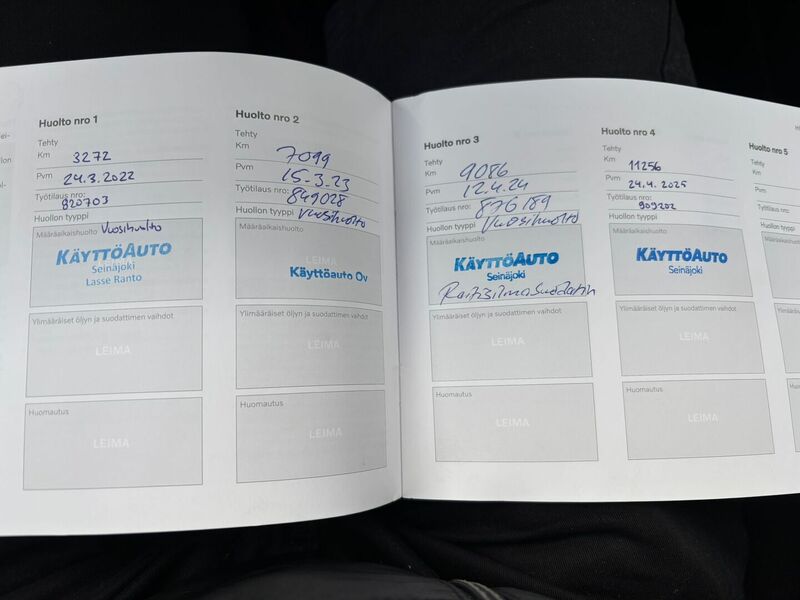 Huolto nro 1
Tehty
Km 3272
Pvm 24.3.2022
Työtilaus nro: 820703
Huollon tyyppi Vuosihuolto
Määräaikaishuolto
KÄYTTÖAUTO
Seinäjoki
Lasse Ranto
Ylimääräiset öljyn ja suodattimen vaihdot
LEIMA
Huomautus
LEIMA
Huolto nro 2
Tehty
Km 7099
Pvm 15.3.23
Työtilaus nro: 849028
Huollon tyyppi Vuosihuolto
Määräaikaishuolto
LEIMA
Käyttöauto Oy
Ylimääräiset öljyn ja suodattimen vaihdot
LEIMA
Huomautus
LEIMA
Huolto nro 3
Tehty
Km 9086
Pvm 12.4.24
Työtilaus nro: 876189
Huollon tyyppi Vuosihuolto
Määräaikaishuolto
KÄYTTÖAUTO
Seinäjoki
Raitisilmasuodatin
Ylimääräiset öljyn ja suodattimen vaihdot
LEIMA
Huomautus
LEIMA
Huolto nro 4
Tehty
Km 11256
Pvm 24.4.2025
Työtilaus nro: 909202
Huollon tyyppi
Määräaikaishuolto
KÄYTTÖAUTO
Seinäjoki
Ylimääräiset öljyn ja suodattimen vaihdot
LEIMA
Huomautus
LEIMA
Huolto nro 5
Tehty
Km
Pvm
Työtilaus nro: